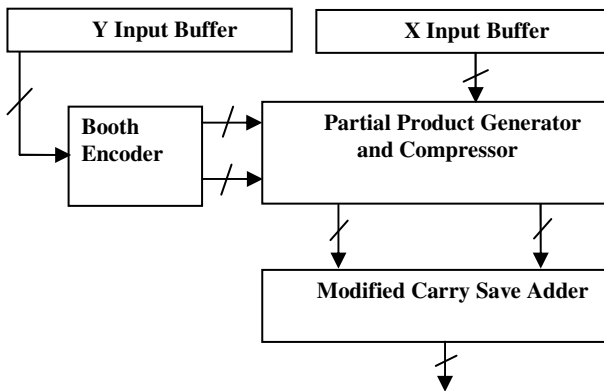 Y Input Buffer
X Input Buffer
Booth
Encoder
Partial Product Generator
and Compressor
Modified Carry Save Adder